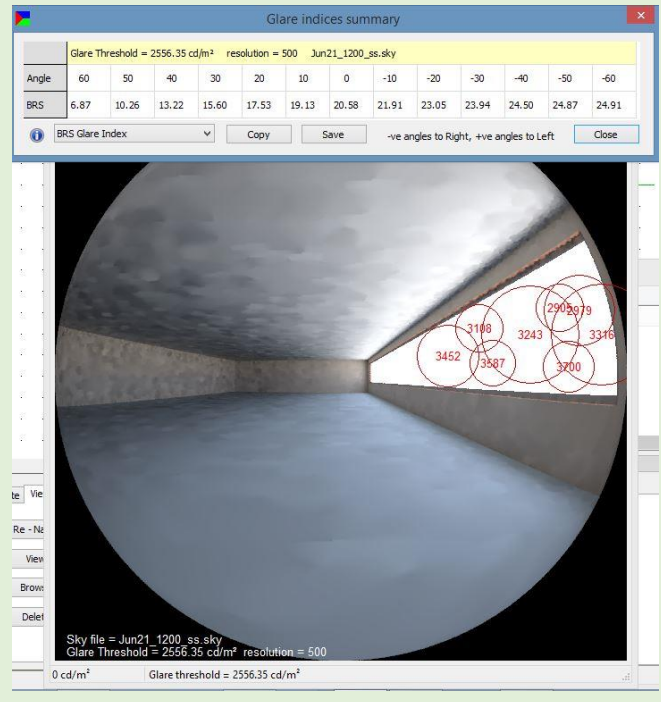 Glare indices summary
Glare Threshold = 2556.35 cd/m² resolution = 500 Jun21_1200_ss.sky
Angle 60 50 40 30 20 10 0 -10 -20 -30 -40 -50 -60
BRS 6.87 10.26 13.22 15.60 17.53 19.13 20.58 21.91 23.05 23.94 24.50 24.87 24.91
BRS Glare Index Copy Save -ve angles to Right, +ve angles to Left Close
2905 2979
3108 3243 3316
3452 3587 3700
te Vie
Re - Na
View
Brows
Delet
Sky file = Jun21_1200_ss.sky
Glare Threshold = 2556.35 cd/m² resolution = 500
0 cd/m² Glare threshold = 2556.35 cd/m²